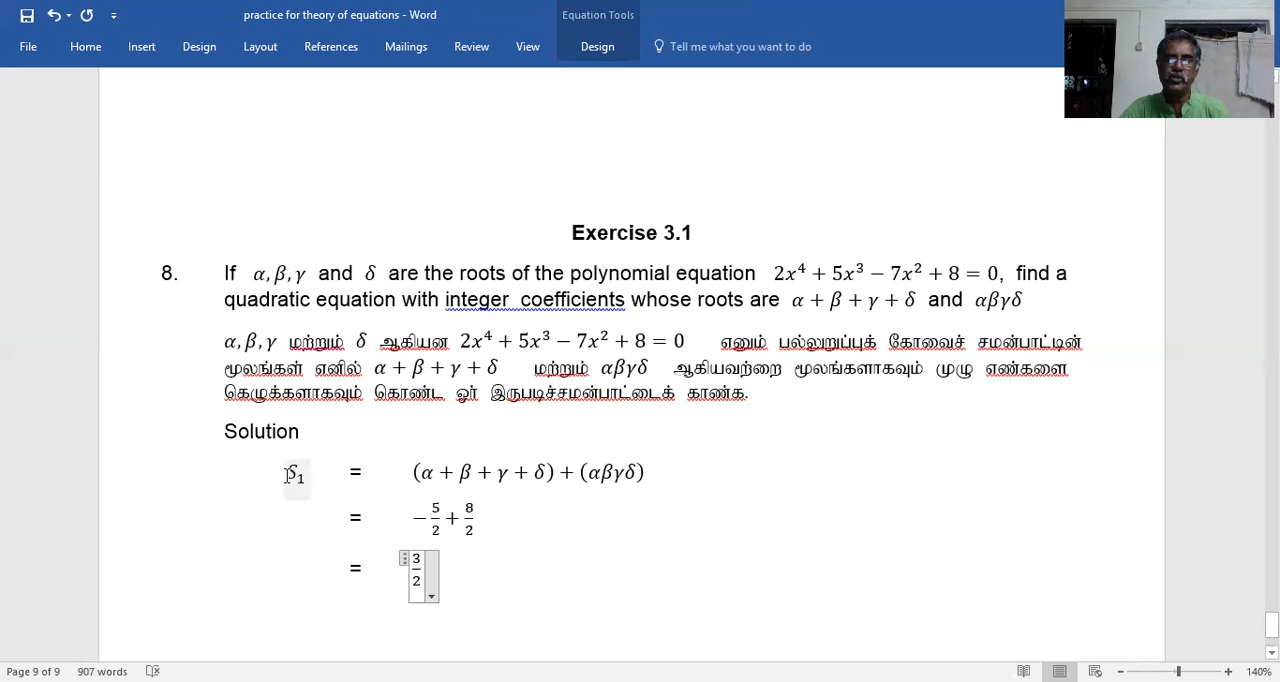 practice for theory of equations - Word
Equation Tools
File Home Insert Design Layout References Mailings Review View Design Tell me what you want to do
Exercise 3.1
8. If α, β, γ and δ are the roots of the polynomial equation 2x⁴ + 5x³ − 7x² + 8 = 0, find a
quadratic equation with integer coefficients whose roots are α + β + γ + δ and αβγδ
α, β, γ மற்றும் δ ஆகியன 2x⁴ + 5x³ − 7x² + 8 = 0 எனும் பல்லுறுப்புக் கோவைச் சமன்பாட்டின்
மூலங்கள் எனில் α + β + γ + δ மற்றும் αβγδ ஆகியவற்றை மூலங்களாகவும் முழு எண்களை
கெழுக்களாகவும் கொண்ட ஓர் இருபடிச்சமன்பாட்டைக் காண்க.
Solution
S₁ = (α + β + γ + δ) + (αβγδ)
= −5/2 + 8/2
= 3/2
Page 9 of 9 907 words 140%